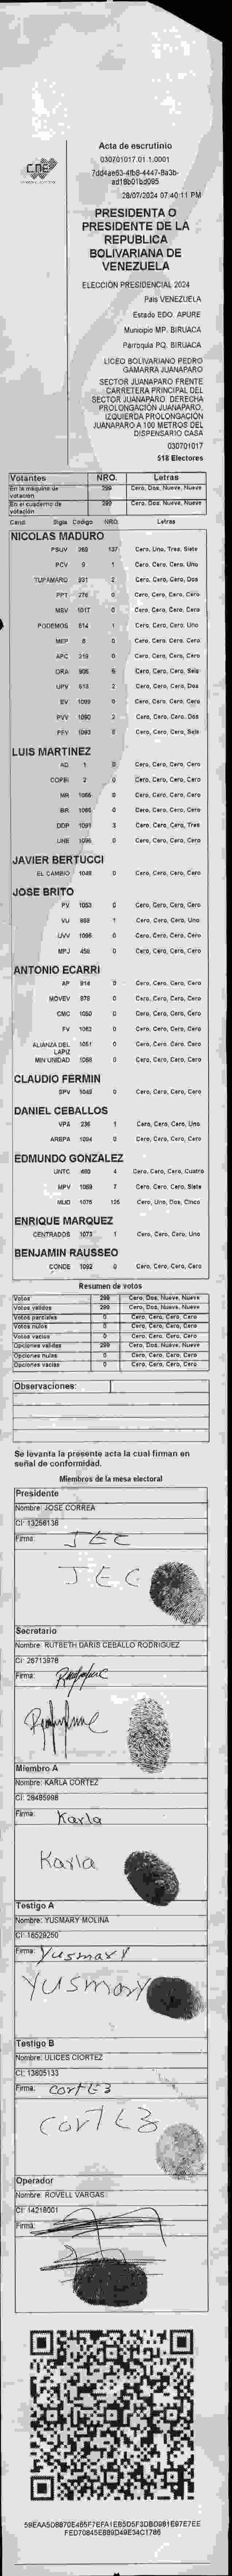 CNE
Acta de escrutinio
030701017.01.1.0001
7dd4ae63-4fb8-4447-8a3b-
ad18b01bd095
28/07/2024 07:40:11 PM
PRESIDENTA O
PRESIDENTE DE LA
REPUBLICA
BOLIVARIANA DE
VENEZUELA
ELECCIÓN PRESIDENCIAL 2024
Pais VENEZUELA
Estado EDO. APURE
Municipio MP. BIRUACA
Parroquia PQ. BIRUACA
LICEO BOLIVARIANO PEDRO
GAMARRA JUANAPARO
SECTOR JUANAPARO FRENTE
CARRETERA PRINCIPAL DEL
SECTOR JUANAPARO. DERECHA
PROLONGACIÓN JUANAPARO.
IZQUIERDA PROLONGACIÓN
JUANAPARO A 100 METROS DEL
DISPENSARIO CASA
030701017
518 Electores
Votantes NRO. Letras
En la máquina de votación 299 Cero, Dos, Nueve, Nueve
En el cuaderno de votación 299 Cero, Dos, Nueve, Nueve
Cand. Sigla Codigo NRO. Letras
NICOLAS MADURO
PSUV 269 137 Cero, Uno, Tres, Siete
PCV 9 1 Cero, Cero, Cero, Uno
TUPAMARO 931 2 Cero, Cero, Cero, Dos
PPT 276 0 Cero, Cero, Cero, Cero
MSV 1017 0 Cero, Cero, Cero, Cero
PODEMOS 614 1 Cero, Cero, Cero, Uno
MEP 8 0 Cero, Cero, Cero, Cero
APC 319 0 Cero, Cero, Cero, Cero
ORA 905 6 Cero, Cero, Cero, Seis
UPV 613 2 Cero, Cero, Cero, Dos
EV 1089 0 Cero, Cero, Cero, Cero
PVV 1090 2 Cero, Cero, Cero, Dos
PFV 1093 6 Cero, Cero, Cero, Seis
LUIS MARTINEZ
AD 1 0 Cero, Cero, Cero, Cero
COPEI 2 0 Cero, Cero, Cero, Cero
MR 1066 0 Cero, Cero, Cero, Cero
BR 1065 0 Cero, Cero, Cero, Cero
DDP 1091 3 Cero, Cero, Cero, Tres
UNE 1096 0 Cero, Cero, Cero, Cero
JAVIER BERTUCCI
EL CAMBIO 1048 0 Cero, Cero, Cero, Cero
JOSE BRITO
PV 1053 0 Cero, Cero, Cero, Cero
VU 959 1 Cero, Cero, Cero, Uno
UVV 1095 0 Cero, Cero, Cero, Cero
MPJ 450 0 Cero, Cero, Cero, Cero
ANTONIO ECARRI
AP 914 0 Cero, Cero, Cero, Cero
MOVEV 978 0 Cero, Cero, Cero, Cero
CMC 1050 0 Cero, Cero, Cero, Cero
FV 1062 0 Cero, Cero, Cero, Cero
ALIANZA DEL LAPIZ 1051 0 Cero, Cero, Cero, Cero
MIN UNIDAD 1058 0 Cero, Cero, Cero, Cero
CLAUDIO FERMIN
SPV 1049 0 Cero, Cero, Cero, Cero
DANIEL CEBALLOS
VPA 236 1 Cero, Cero, Cero, Uno
AREPA 1094 0 Cero, Cero, Cero, Cero
EDMUNDO GONZALEZ
UNTC 480 4 Cero, Cero, Cero, Cuatro
MPV 1069 7 Cero, Cero, Cero, Siete
MUD 1075 125 Cero, Uno, Dos, Cinco
ENRIQUE MARQUEZ
CENTRADOS 1073 1 Cero, Cero, Cero, Uno
BENJAMIN RAUSSEO
CONDE 1092 0 Cero, Cero, Cero, Cero
Resumen de votos
Votos 299 Cero, Dos, Nueve, Nueve
Votos validos 299 Cero, Dos, Nueve, Nueve
Votos parciales 0 Cero, Cero, Cero, Cero
Votos nulos 0 Cero, Cero, Cero, Cero
Votos vacios 0 Cero, Cero, Cero, Cero
Opciones validas 299 Cero, Dos, Nueve, Nueve
Opciones nulas 0 Cero, Cero, Cero, Cero
Opciones vacias 0 Cero, Cero, Cero, Cero
Observaciones:
Se levanta la presente acta la cual firman en
señal de conformidad.
Miembros de la mesa electoral
Presidente
Nombre: JOSE CORREA
CI: 13256138
Firma: JEC
JEC
Secretario
Nombre: RUTBETH DARIS CEBALLO RODRIGUEZ
CI: 26713978
Firma:
Miembro A
Nombre: KARLA CORTEZ
CI: 28485998
Firma: Karla
Karla
Testigo A
Nombre: YUSMARY MOLINA
CI: 16529250
Firma: Yusmary
Yusmary
Testigo B
Nombre: ULICES CIORTEZ
CI: 13805133
Firma: Cortez
Cortez
Operador
Nombre: ROVELL VARGAS
CI: 14218001
Firma: